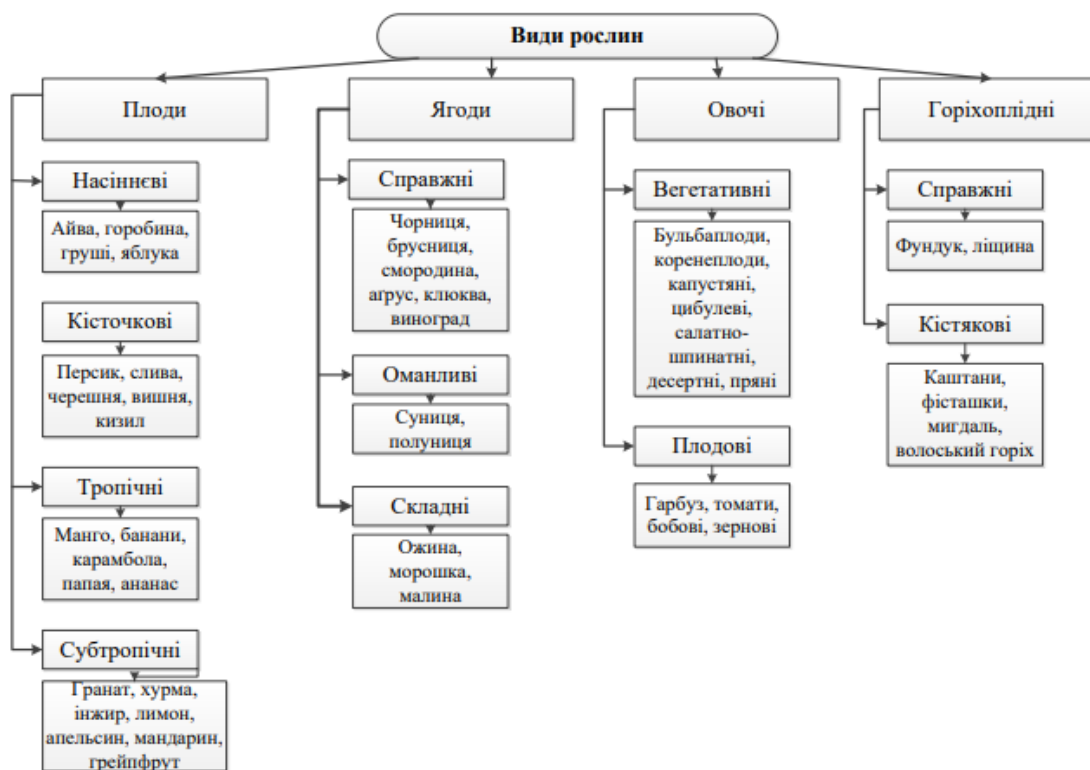 Види рослин
Плоди
Насіннєві
Айва, горобина,
груші, яблука
Кісточкові
Персик, слива,
черешня, вишня,
кизил
Тропічні
Манго, банани,
карамбола,
папая, ананас
Субтропічні
Гранат, хурма,
інжир, лимон,
апельсин, мандарин,
грейпфрут
Ягоди
Справжні
Чорниця,
брусниця,
смородина,
аґрус, клюква,
виноград
Оманливі
Суниця,
полуниця
Складні
Ожина,
морошка,
малина
Овочі
Вегетативні
Бульбаплоди,
коренеплоди,
капустяні,
цибулеві,
салатно-
шпинатні,
десертні, пряні
Плодові
Гарбуз, томати,
бобові, зернові
Горіхоплідні
Справжні
Фундук, ліщина
Кістякові
Каштани,
фісташки,
мигдаль,
волоський горіх